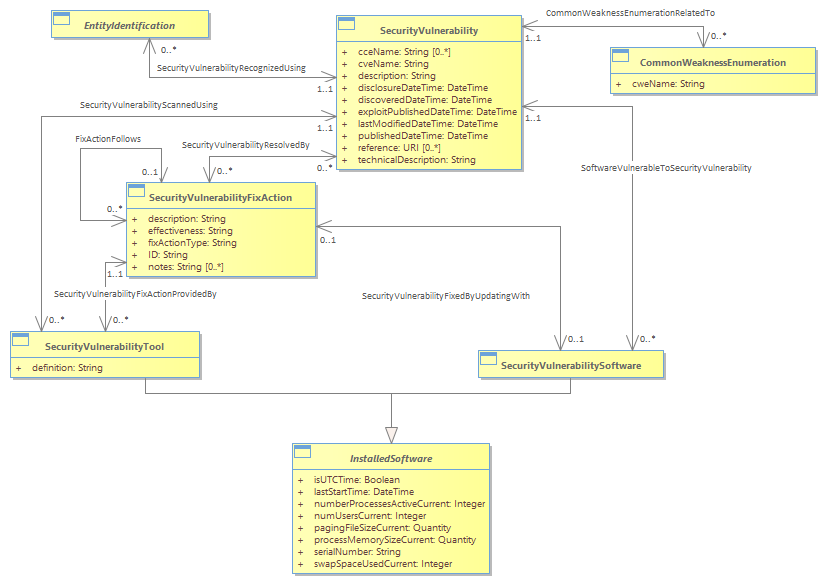 EntityIdentification
0..*
SecurityVulnerabilityRecognizedUsing
1..1
SecurityVulnerability
+ cceName: String [0..*]
+ cveName: String
+ description: String
+ disclosureDateTime: DateTime
+ discoveredDateTime: DateTime
+ exploitPublishedDateTime: DateTime
+ lastModifiedDateTime: DateTime
+ publishedDateTime: DateTime
+ reference: URI [0..*]
+ technicalDescription: String
CommonWeaknessEnumerationRelatedTo
1..1
0..*
CommonWeaknessEnumeration
+ cweName: String
SecurityVulnerabilityScannedUsing
1..1
1..1
FixActionFollows
SecurityVulnerabilityResolvedBy
0..1
0..*
0..*
SoftwareVulnerableToSecurityVulnerability
0..*
SecurityVulnerabilityFixAction
+ description: String
+ effectiveness: String
+ fixActionType: String
+ ID: String
+ notes: String [0..*]
0..1
1..1
SecurityVulnerabilityFixActionProvidedBy
SecurityVulnerabilityFixedByUpdatingWith
0..*
0..*
0..1
0..*
SecurityVulnerabilityTool
+ definition: String
SecurityVulnerabilitySoftware
InstalledSoftware
+ isUTCTime: Boolean
+ lastStartTime: DateTime
+ numberProcessesActiveCurrent: Integer
+ numUsersCurrent: Integer
+ pagingFileSizeCurrent: Quantity
+ processMemorySizeCurrent: Quantity
+ serialNumber: String
+ swapSpaceUsedCurrent: Integer